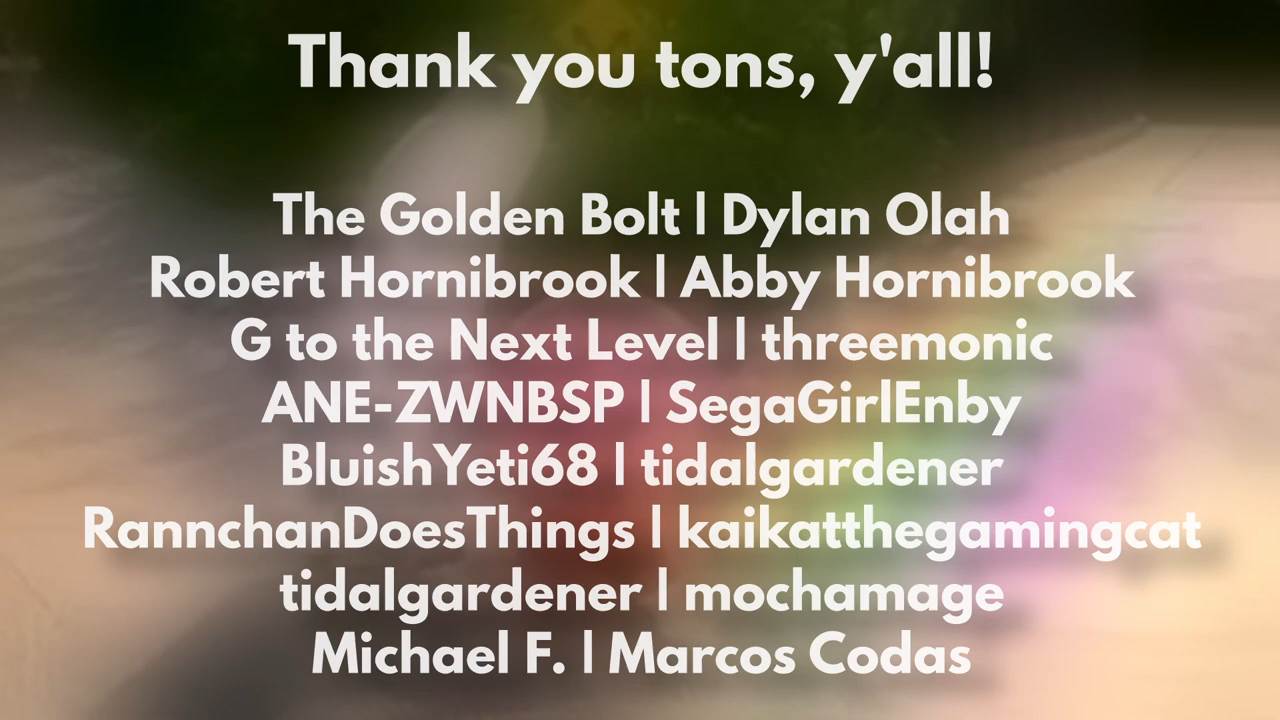 Thank you tons, y'all!
The Golden Bolt | Dylan Olah
Robert Hornibrook | Abby Hornibrook
G to the Next Level | threemonic
ANE-ZWNBSP | SegaGirlEnby
BluishYeti68 | tidalgardener
RannchanDoesThings | kaikatthegamingcat
tidalgardener | mochamage
Michael F. | Marcos Codas